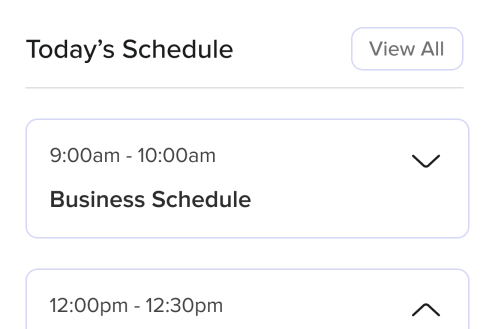 Today’s Schedule
View All
9:00am - 10:00am
Business Schedule
12:00pm - 12:30pm